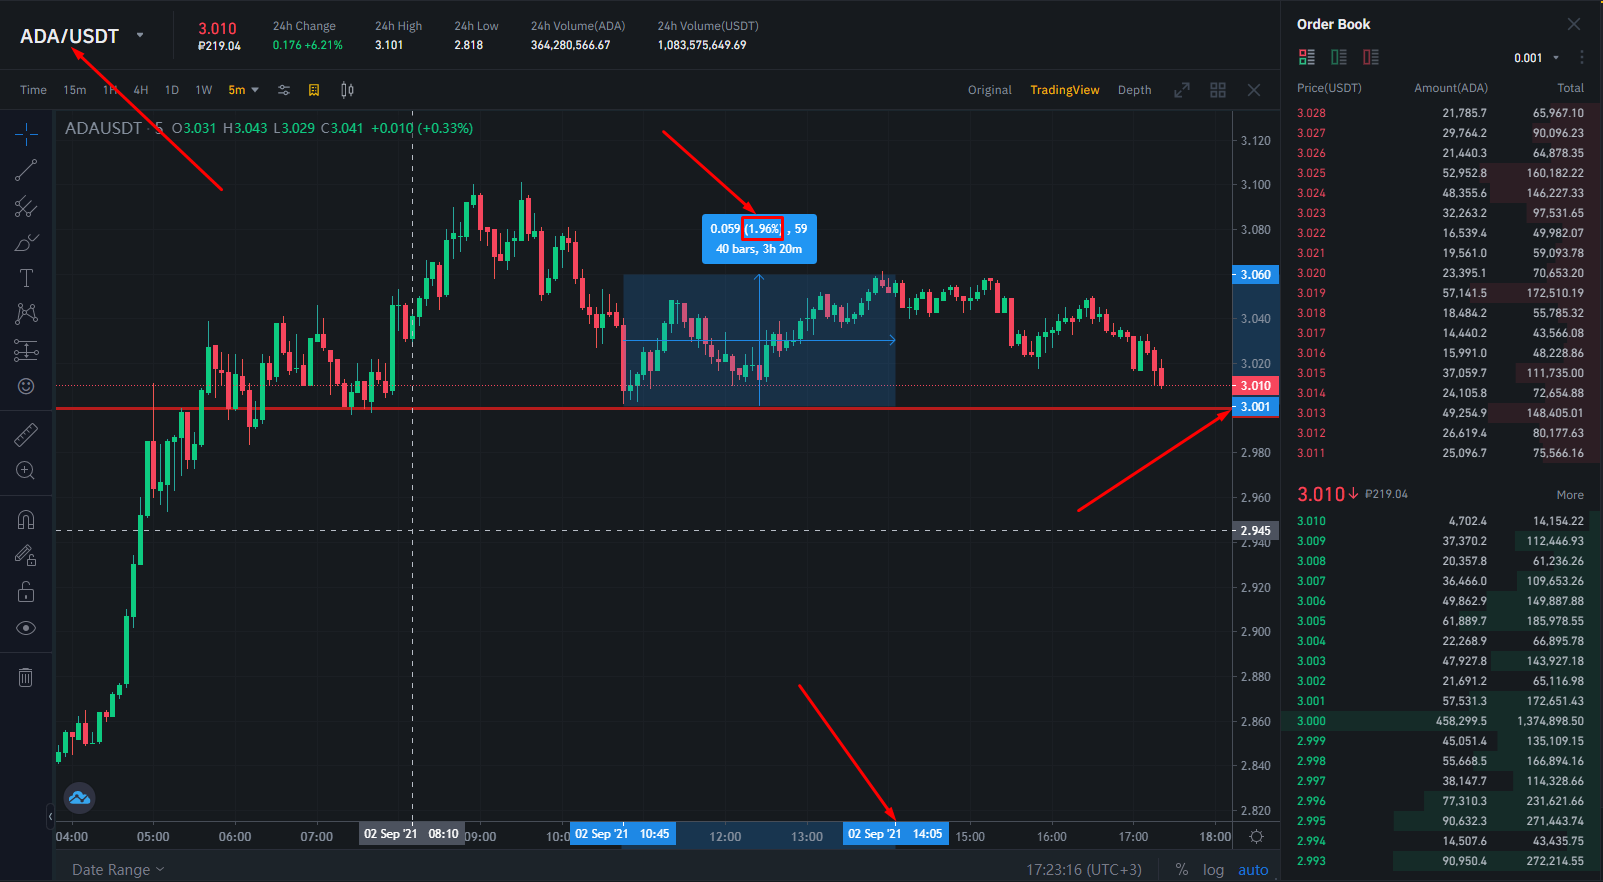 ADA/USDT
3.010
₽219.04
24h Change
0.176 +6.21%
24h High
3.101
24h Low
2.818
24h Volume(ADA)
364,280,566.67
24h Volume(USDT)
1,083,575,649.69
Time 15m 1H 4H 1D 1W 5m
Original TradingView Depth
ADAUSDT · 5 O3.031 H3.043 L3.029 C3.041 +0.010 (+0.33%)
0.059 (1.96%) , 59
40 bars, 3h 20m
3.120
3.100
3.080
3.060
3.040
3.020
3.010
3.001
2.980
2.960
2.945
2.940
2.920
2.900
2.880
2.860
2.840
2.820
04:00 05:00 06:00 07:00 02 Sep '21 08:10 09:00 10:0 02 Sep '21 10:45 12:00 13:00 02 Sep '21 14:05 15:00 16:00 17:00 18:00
Date Range 17:23:16 (UTC+3) % log auto
Order Book
0.001
Price(USDT) Amount(ADA) Total
3.028 21,785.7 65,967.10
3.027 29,764.2 90,096.23
3.026 21,440.3 64,878.35
3.025 52,952.8 160,182.22
3.024 48,355.6 146,227.33
3.023 32,263.2 97,531.65
3.022 16,539.4 49,982.07
3.021 19,561.0 59,093.78
3.020 23,395.1 70,653.20
3.019 57,141.5 172,510.19
3.018 18,484.2 55,785.32
3.017 14,440.2 43,566.08
3.016 15,991.0 48,228.86
3.015 37,059.7 111,735.00
3.014 24,105.8 72,654.88
3.013 49,254.9 148,405.01
3.012 26,619.4 80,177.63
3.011 25,096.7 75,566.16
3.010↓ ₽219.04 More
3.010 4,702.4 14,154.22
3.009 37,370.2 112,446.93
3.008 20,357.8 61,236.26
3.007 36,466.0 109,653.26
3.006 49,862.9 149,887.88
3.005 61,889.7 185,978.55
3.004 22,268.9 66,895.78
3.003 47,927.8 143,927.18
3.002 21,691.2 65,116.98
3.001 57,531.3 172,651.43
3.000 458,299.5 1,374,898.50
2.999 45,051.4 135,109.15
2.998 55,668.5 166,894.16
2.997 38,147.7 114,328.66
2.996 77,310.3 231,621.66
2.995 90,632.3 271,443.74
2.994 14,507.6 43,435.75
2.993 90,950.4 272,214.55